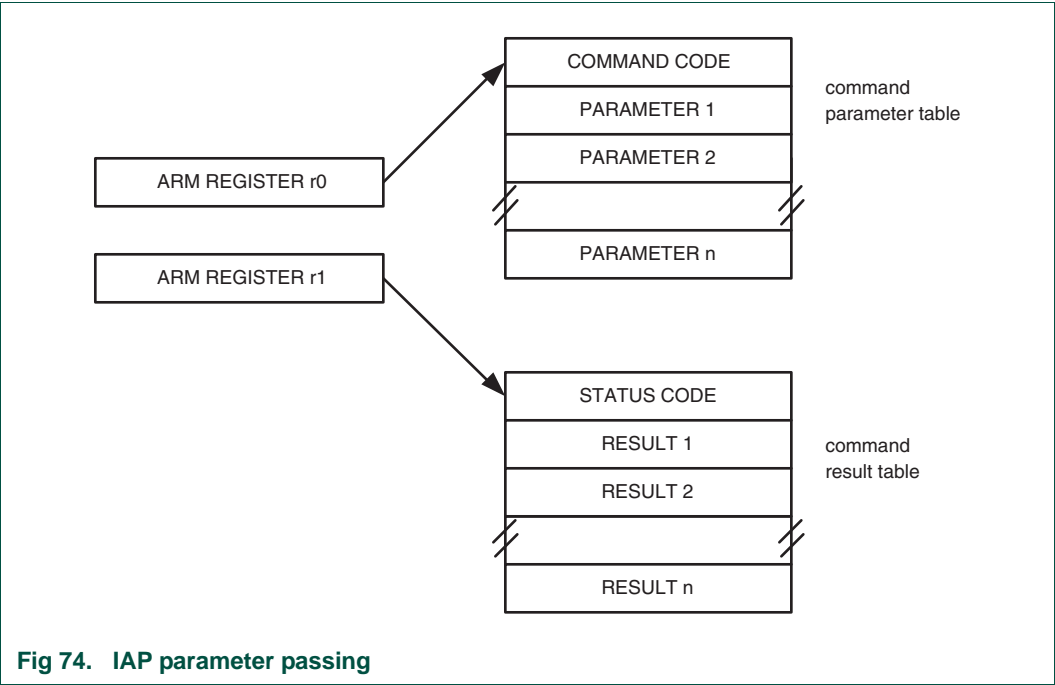 COMMAND CODE
PARAMETER 1
PARAMETER 2
PARAMETER n
command
parameter table
ARM REGISTER r0
ARM REGISTER r1
STATUS CODE
RESULT 1
RESULT 2
RESULT n
command
result table
Fig 74. IAP parameter passing